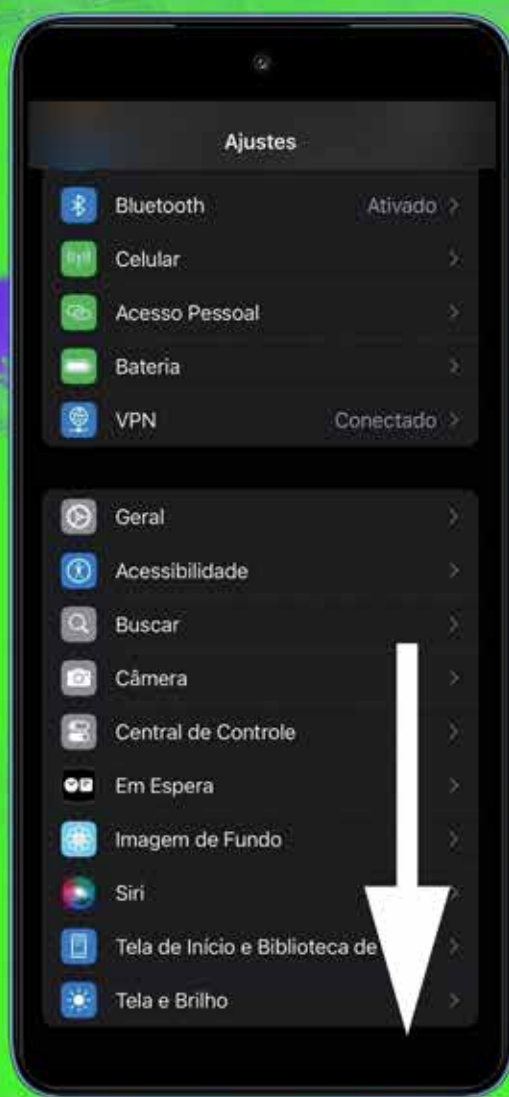 Ajustes
Bluetooth Ativado
Celular
Acesso Pessoal
Bateria
VPN Conectado
Geral
Acessibilidade
Buscar
Câmera
Central de Controle
Em Espera
Imagem de Fundo
Siri
Tela de Início e Biblioteca de
Tela e Brilho